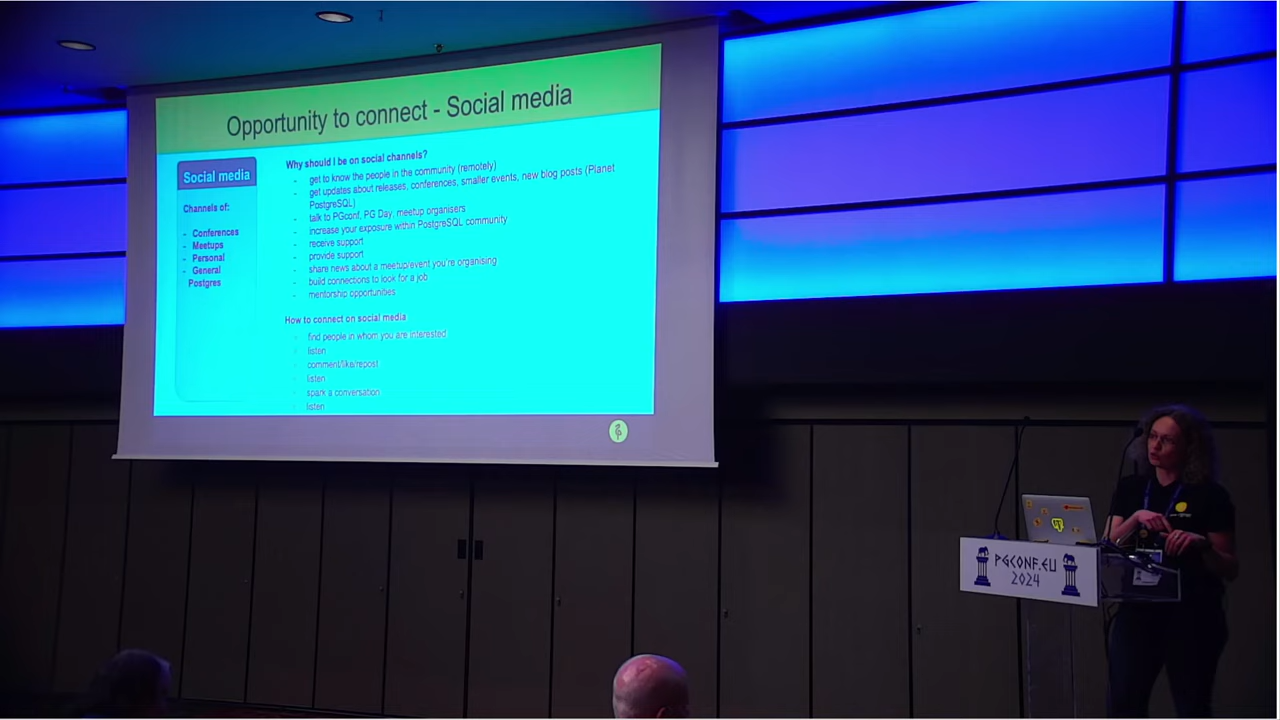 Opportunity to connect - Social media
Social media
Channels of:
- Conferences
- Meetups
- Personal
- General
Postgres
Why should I be on social channels?
- get to know the people in the community (remotely)
- get updates about releases, conferences, smaller events, new blog posts (Planet
PostgreSQL)
- talk to PGconf, PG Day, meetup organisers
- increase your exposure within PostgreSQL community
- receive support
- provide support
- share news about a meetup/event you're organising
- build connections to look for a job
- mentorship opportunities
How to connect on social media
- find people in whom you are interested
- listen
- comment/like/repost
- listen
- spark a conversation
- listen
PGCONF.EU
2024